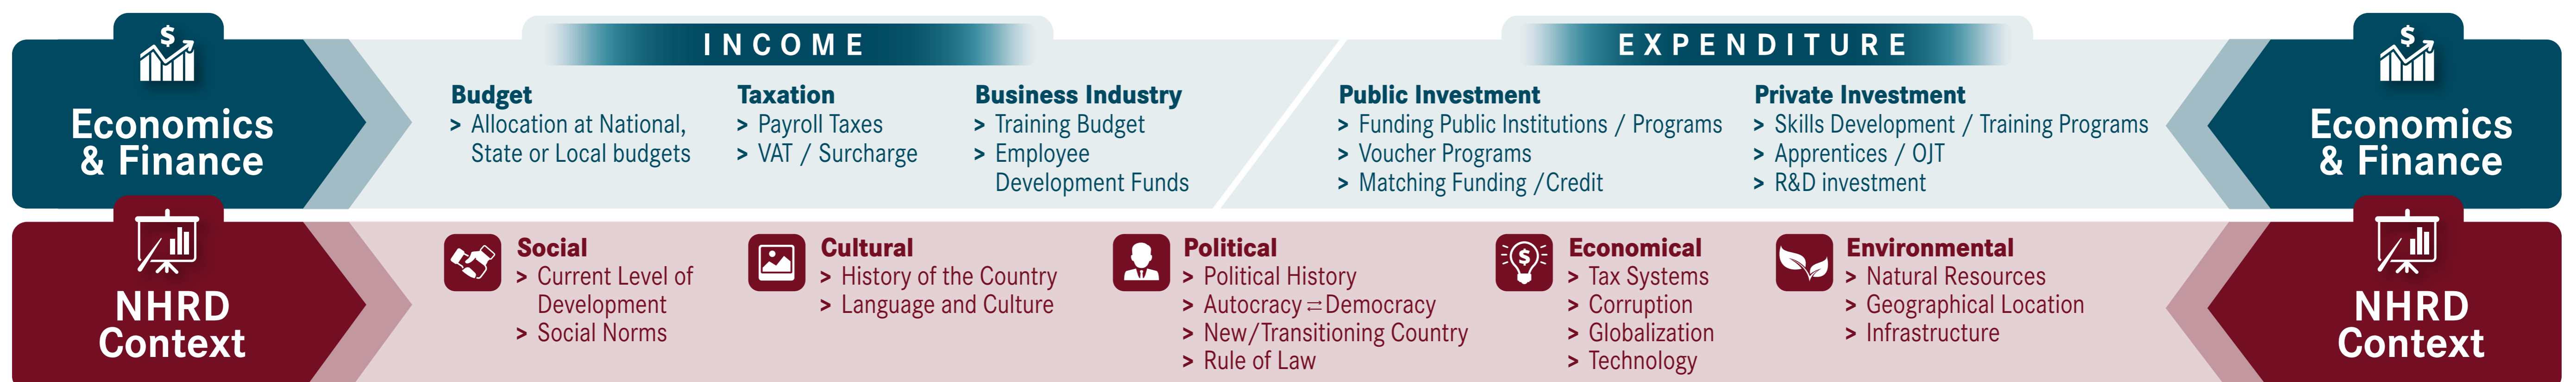 $
Economics
& Finance
INCOME
Budget
> Allocation at National,
State or Local budgets
Taxation
> Payroll Taxes
> VAT / Surcharge
Business Industry
> Training Budget
> Employee
Development Funds
EXPENDITURE
Public Investment
> Funding Public Institutions / Programs
> Voucher Programs
> Matching Funding /Credit
Private Investment
> Skills Development / Training Programs
> Apprentices / OJT
> R&D investment
$
Economics
& Finance
NHRD
Context
Social
> Current Level of
Development
> Social Norms
Cultural
> History of the Country
> Language and Culture
Political
> Political History
> Autocracy ⇌ Democracy
> New/Transitioning Country
> Rule of Law
$
Economical
> Tax Systems
> Corruption
> Globalization
> Technology
Environmental
> Natural Resources
> Geographical Location
> Infrastructure
NHRD
Context